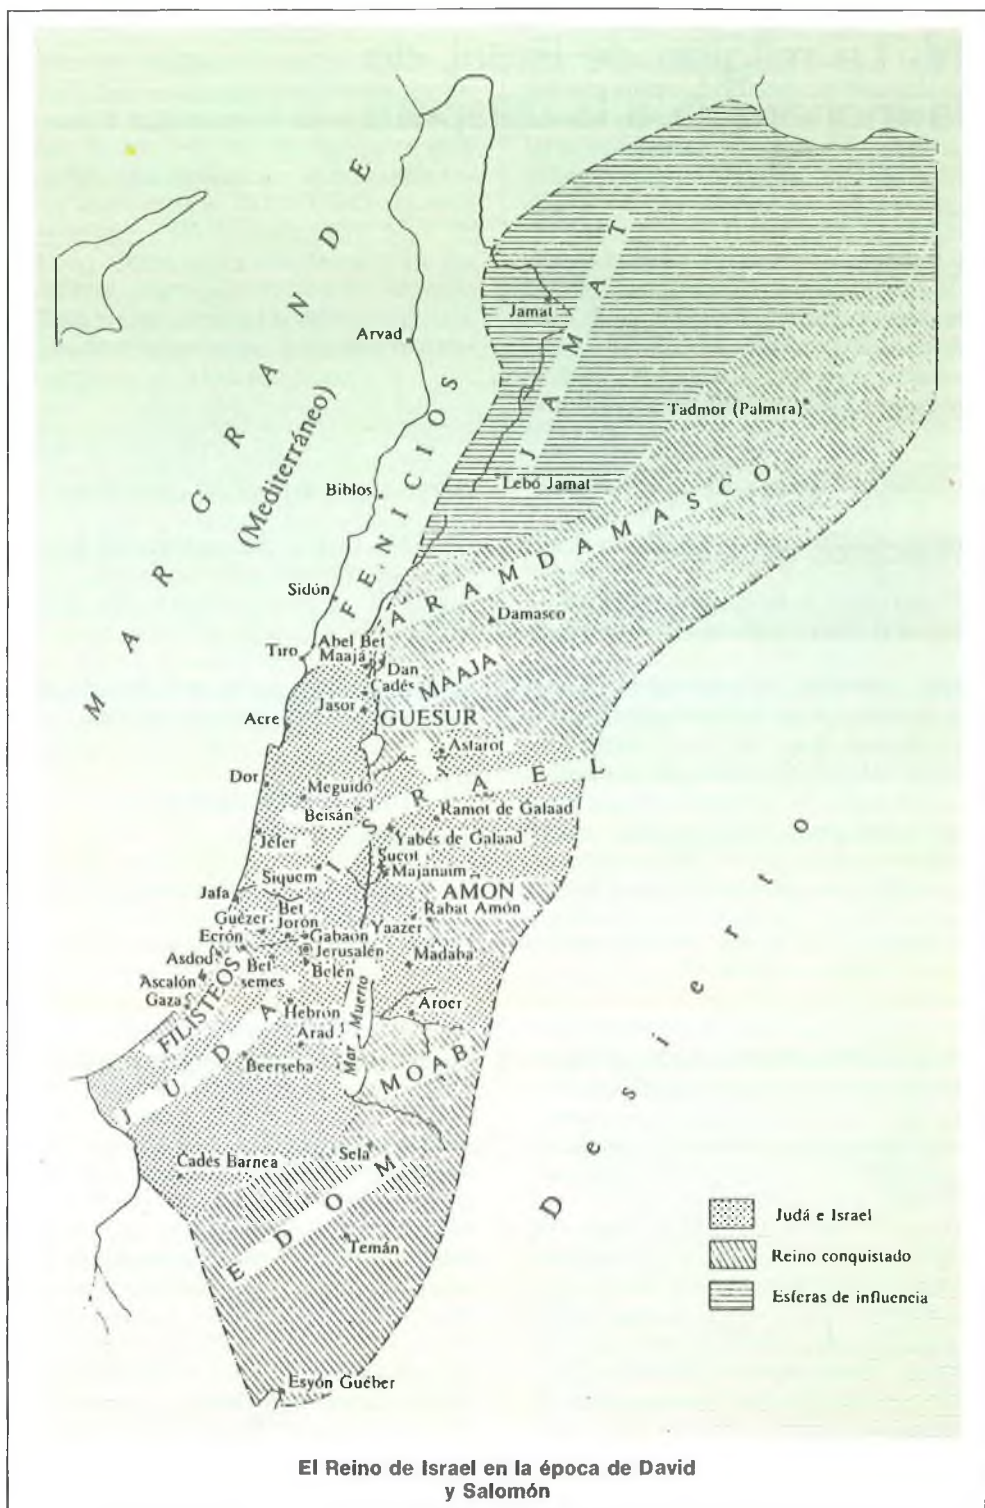 MAR GRANDE
(Mediterráneo)
Arvad
Jamat
JAMAT
Tadmor (Palmira)
Lebó Jamat
Biblos
FENICIOS
Sidón
ARAM DAMASCO
Damasco
Tiro
Abel Bet
Maajá
Dan
Cadés
MAAJA
Jasor
GUESUR
Acre
Astarot
Dor
Meguido
Beisán
ISRAEL
Ramot de Galaad
Jéfer
Yabés de Galaad
Sucot
Siquem
Majanaim
Jafa
AMON
Rabat Amón
Guézer
Bet
Jorón
Yaazer
Ecrón
Gabaón
Jerusalén
Asdod
Bet
semes
Belén
Madaba
Ascalón
Gaza
FILISTEOS
Hebrón
Mar Muerto
Aroer
Arad
JUDA
Beerseba
MOAB
Desierto
Sela
Cadés Barnea
EDOM
Temán
Esyón Guéber
Judá e Israel
Reino conquistado
Esferas de influencia
El Reino de Israel en la época de David
y Salomón